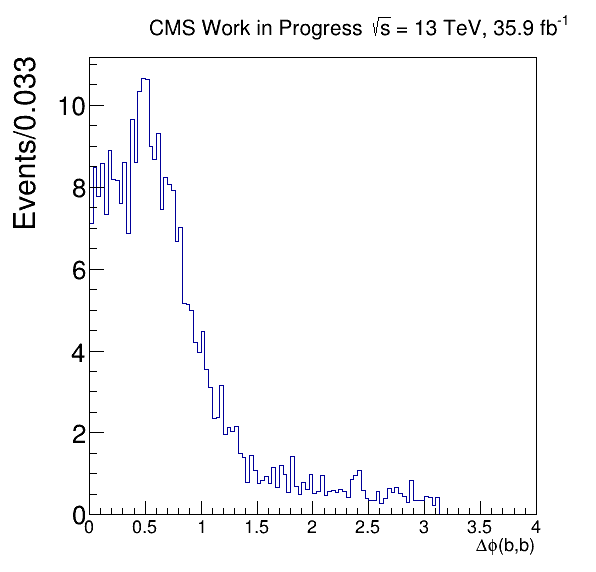 CMS Work in Progress √s = 13 TeV, 35.9 fb⁻¹
Events/0.033
10
8
6
4
2
0
0 0.5 1 1.5 2 2.5 3 3.5 4
Δϕ(b,b)